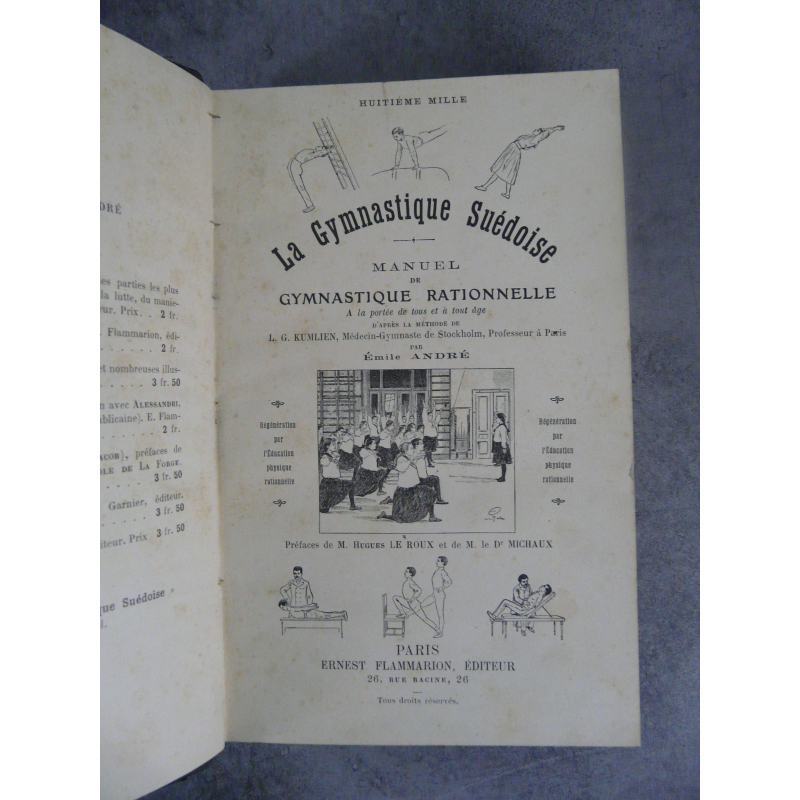 DRÉ
es parties les plus
la lutte, du manie-
eur. Prix. . 2 fr.
Flammarion, édi-
. . . . . . 2 fr.
et nombreuses illus-
. . . . . . 3 fr. 50
n avec ALESSANDRI.
ublicaine). E. Flam-
. . . . . . 2 fr.
ACOB), préfaces de
OLE DE LA FORGE.
. . . . . . 3 fr. 50
Garnier, éditeur.
. . . . . . 3 fr. 50
iteur. Prix 3 fr. 50
que Suédoise
HUITIÈME MILLE
La Gymnastique Suédoise
MANUEL
DE
GYMNASTIQUE RATIONNELLE
A la portée de tous et à tout âge
D'APRÈS LA MÉTHODE DE
L. G. KUMLIEN, Médecin-Gymnaste de Stockholm, Professeur à Paris
PAR
Émile ANDRÉ
Régénération
par
l'Éducation
physique
rationnelle
Régénération
par
l'Éducation
physique
rationnelle
Préfaces de M. HUGUES LE ROUX et de M. le Dr MICHAUX
PARIS
ERNEST FLAMMARION, ÉDITEUR
26, RUE RACINE, 26
Tous droits réservés.